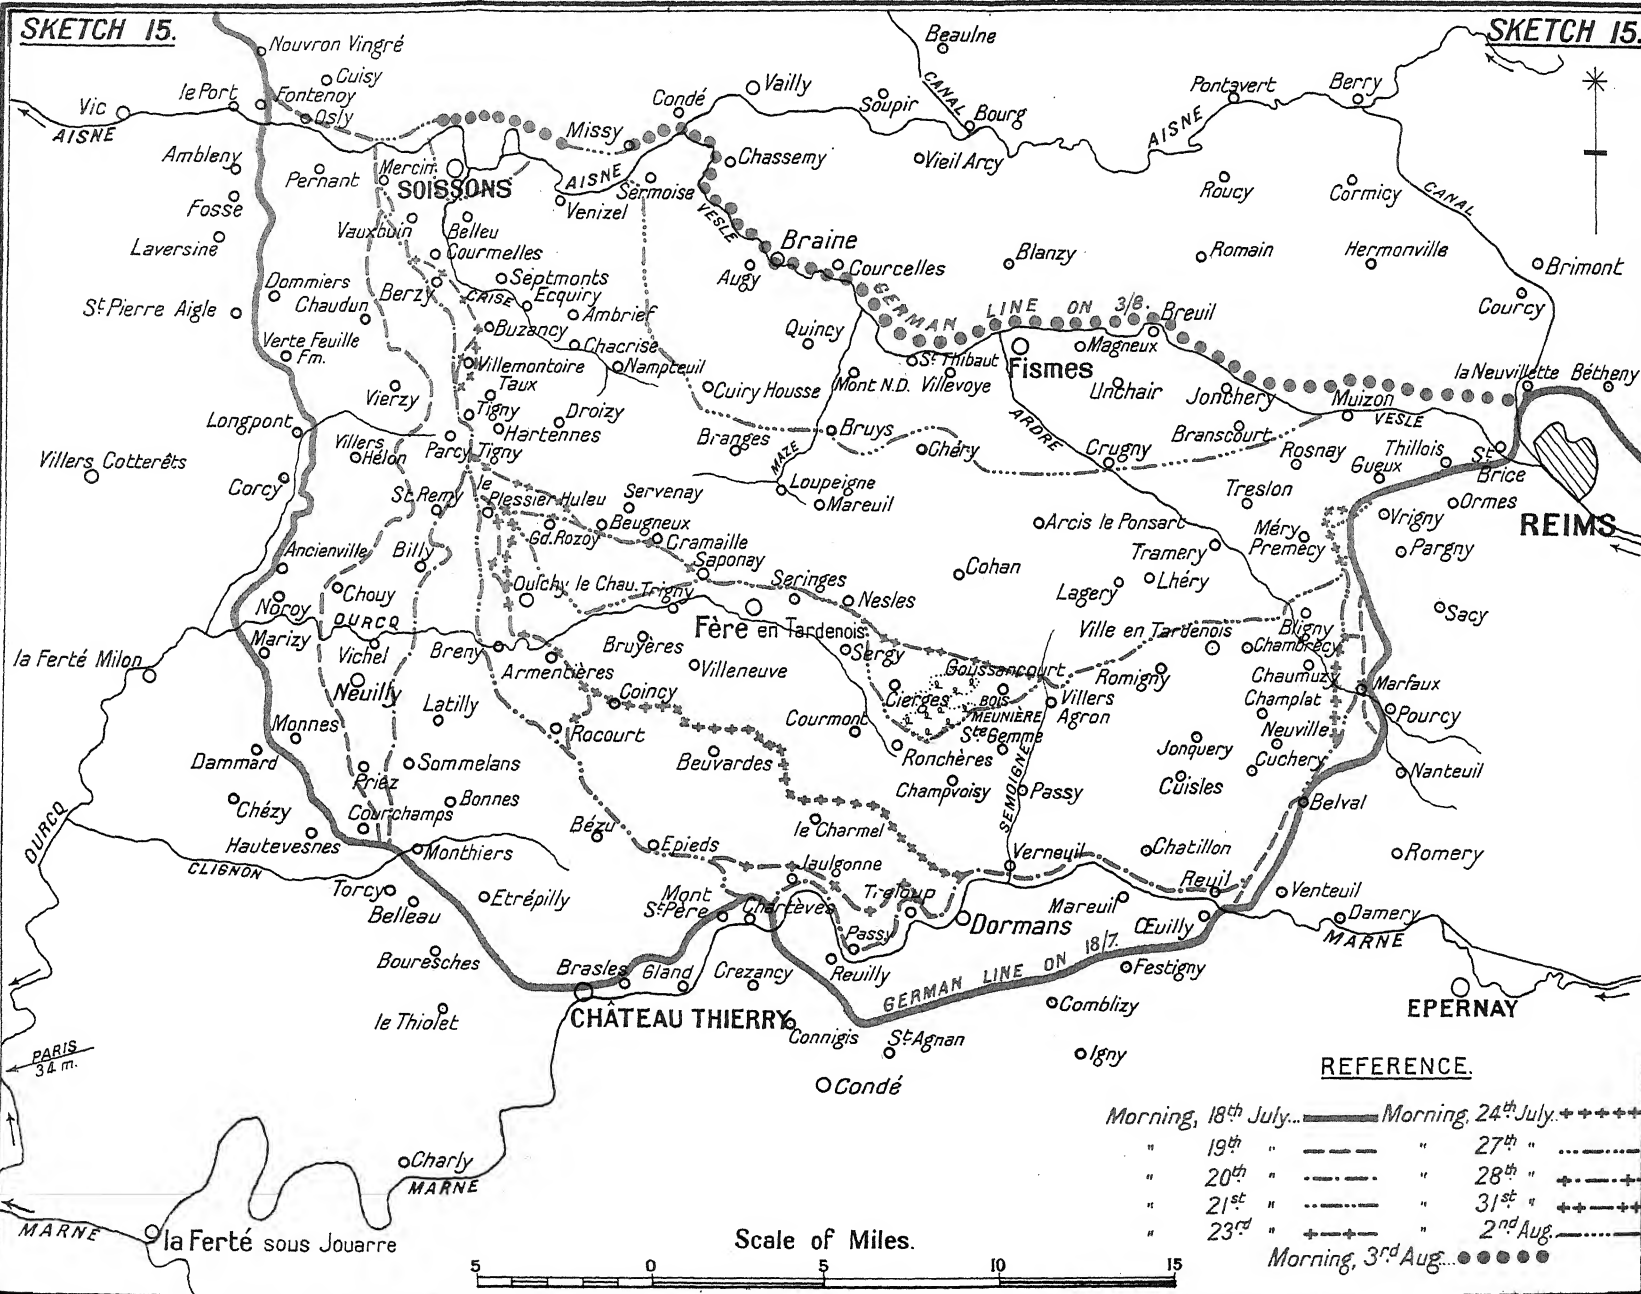 SKETCH 15.
SKETCH 15.
Nouvron Vingré
Cuisy
le Port
Fontenoy
Osly
Vic
AISNE
Beaulne
CANAL
Vailly
Condé
Soupir
Bourg
Pontavert
Berry
AISNE
Missy
Chassemy
Vieil Arcy
Ambleny
Pernant
Mercin
SOISSONS
AISNE
Sermoise
Venizel
VESLE
Roucy
Cormicy
CANAL
Fosse
Laversine
Vauxbuin
Belleu
Courmelles
Braine
Courcelles
Augy
Blanzy
Romain
Hermonville
Brimont
Courcy
Dommiers
Chaudun
Berzy
Septmonts
CRISE
Ecquiry
Ambrief
St. Pierre Aigle
Buzancy
Chacrise
Quincy
GERMAN LINE ON 3/8.
Breuil
Verte Feuille
Fm.
Villemontoire
Nampteuil
Taux
Fismes
Magneux
St. Thibaut
Mont N.D.
Villevoye
Cuiry Housse
Unchair
Jonchery
Muizon
VESLE
la Neuvillette
Bétheny
Vierzy
Tigny
Droizy
Hartennes
Longpont
Villers
Hélon
Parcy
Tigny
Branges
Bruys
MAZE
Chéry
ARDRE
Crugny
Branscourt
Rosnay
Thillois
Gueux
St.
Brice
REIMS
Villers Cotterêts
Corcy
St. Remy
le
Plessier Huleu
Servenay
Loupeigne
Mareuil
Treslon
Ormes
Vrigny
Gd. Rozoy
Beugneux
Cramaille
Saponay
Arcis le Ponsart
Méry
Premecy
Pargny
Tramery
Ancienville
Billy
Oulchy le Chau.
Trigny
Seringes
Nesles
Cohan
Lagery
Lhéry
Noroy
Chouy
OURCQ
Fère en Tardenois
Sacy
Marizy
Vichel
Breny
Armentières
Bruyères
Villeneuve
Sergy
Ville en Tardenois
Bligny
Chambrecy
la Ferté Milon
Neuilly
Latilly
Coincy
Cierges
Goussancourt
BOIS
MEUNIÈRE
Ste. Gemme
Villers
Agron
Romigny
Chaumuzy
Champlat
Marfaux
Pourcy
Monnes
Rocourt
Courmont
Neuville
Dammard
Priez
Sommelans
Beuvardes
Ronchères
Jonquery
Cuchery
Nanteuil
Chézy
Courchamps
Bonnes
Champvoisy
SEMOIGNE
Passy
Cuisles
Belval
OURCQ
Hautevesnes
Monthiers
Bézu
le Charmel
CLIGNON
Epieds
Jaulgonne
Verneuil
Chatillon
Romery
Torcy
Belleau
Etrépilly
Mont
St. Père
Chartèves
Treloup
Passy
Dormans
Mareuil
Reuil
Œuilly
Venteuil
Damery
MARNE
Bouresches
Brasles
Gland
Crezancy
Reuilly
GERMAN LINE ON 18/7.
Festigny
Comblizy
EPERNAY
le Thiolet
CHÂTEAU THIERRY
Connigis
St. Agnan
Igny
PARIS
34 m.
Condé
Charly
MARNE
MARNE
la Ferté sous Jouarre
Scale of Miles.
5 0 5 10 15
REFERENCE.
Morning, 18th July... Morning, 24th July..
" 19th " " 27th "
" 20th " " 28th "
" 21st " " 31st "
" 23rd " " 2nd Aug.
Morning, 3rd Aug...